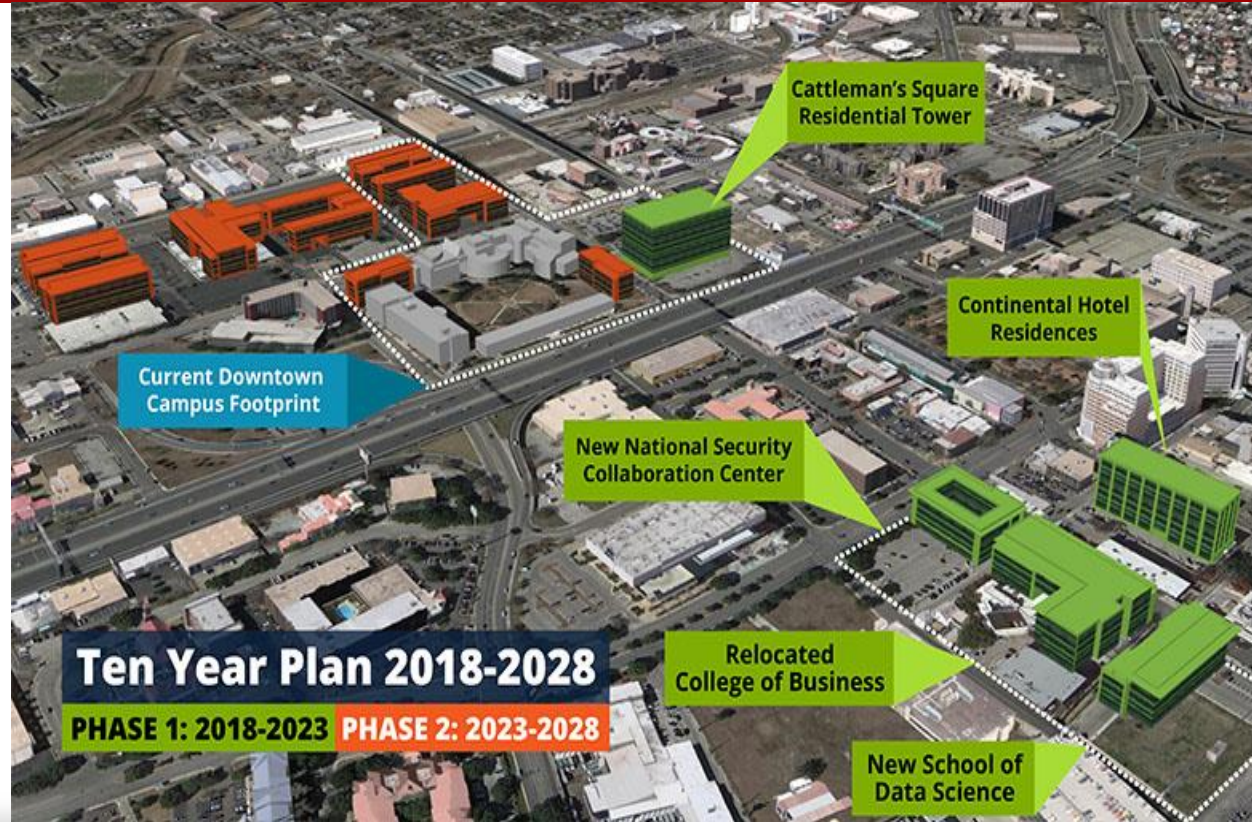 Cattleman's Square
Residential Tower
Continental Hotel
Residences
Current Downtown
Campus Footprint
New National Security
Collaboration Center
Relocated
College of Business
New School of
Data Science
Ten Year Plan 2018-2028
PHASE 1: 2018-2023 PHASE 2: 2023-2028